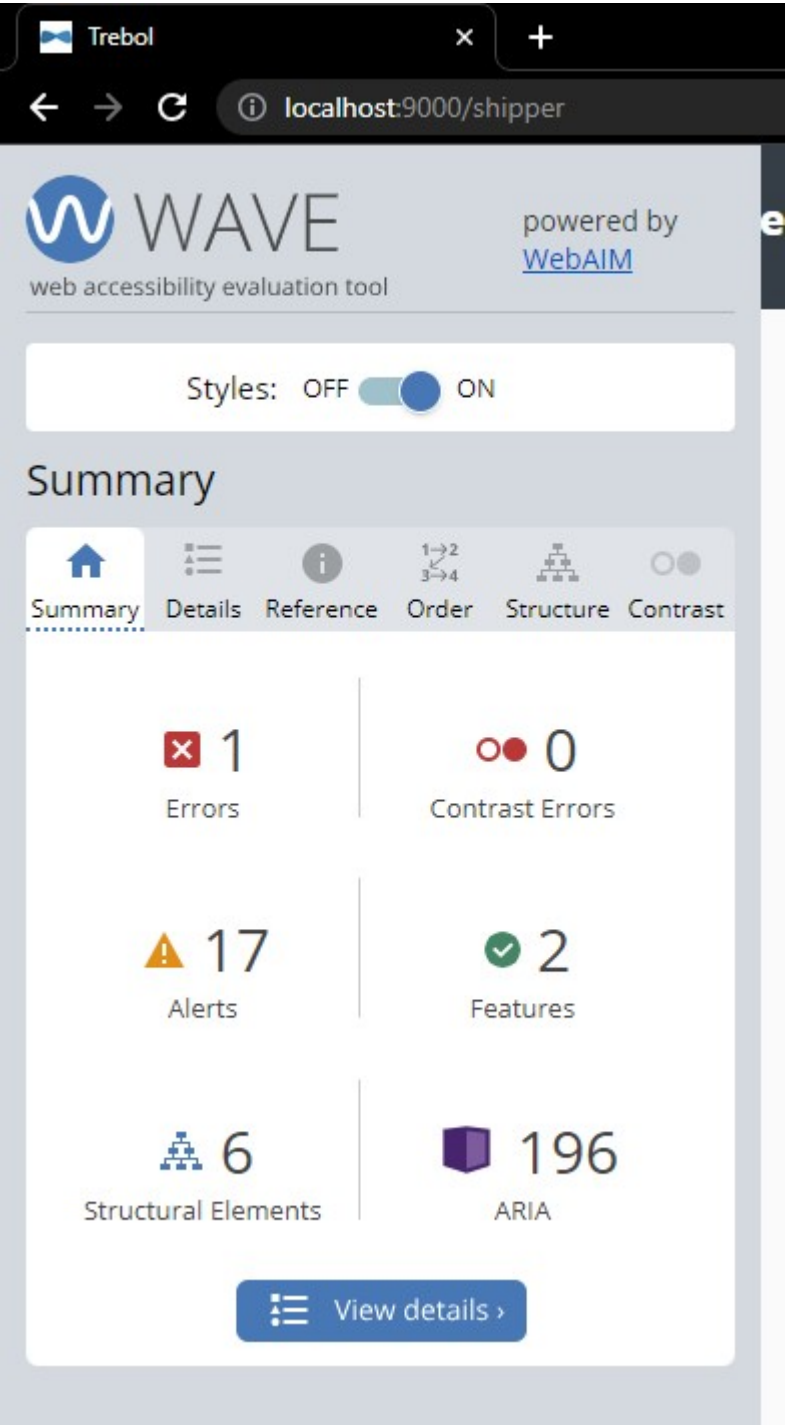 Trebol
localhost:9000/shipper
WAVE
powered by
WebAIM
web accessibility evaluation tool
Styles: OFF ON
Summary
Summary Details Reference Order Structure Contrast
1 0
Errors Contrast Errors
17 2
Alerts Features
6 196
Structural Elements ARIA
View details ›